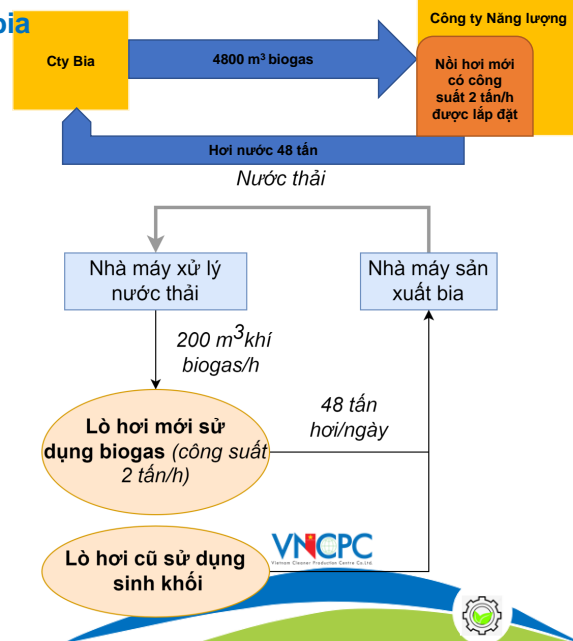 bia
Cty Bia
4800 m³ biogas
Công ty Năng lượng
Nồi hơi mới
có công
suất 2 tấn/h
được lắp đặt
Hơi nước 48 tấn
Nước thải
Nhà máy xử lý
nước thải
Nhà máy sản
xuất bia
200 m³khí
biogas/h
48 tấn
hơi/ngày
Lò hơi mới sử
dụng biogas (công suất
2 tấn/h)
Lò hơi cũ sử dụng
sinh khối
VNCPC
Vietnam Cleaner Production Centre Co.Ltd.